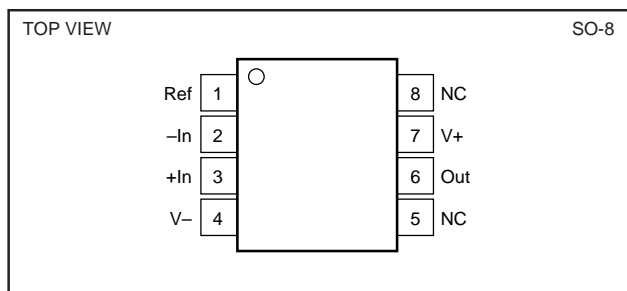 TOP VIEW SO-8
Ref 1 8 NC
–In 2 7 V+
+In 3 6 Out
V– 4 5 NC